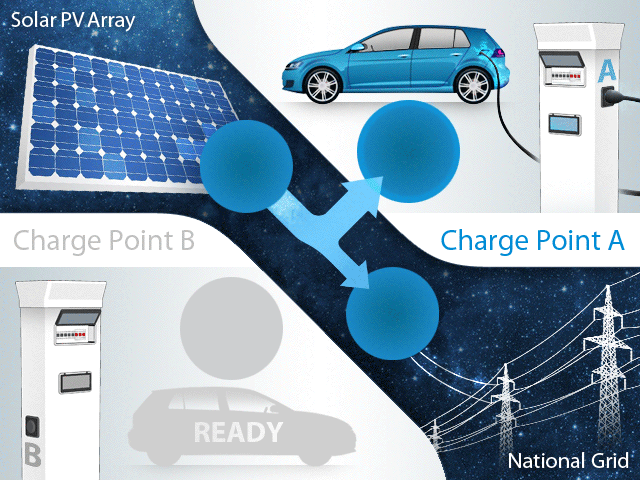 Solar PV Array
A
Charge Point B
Charge Point A
READY
B
National Grid